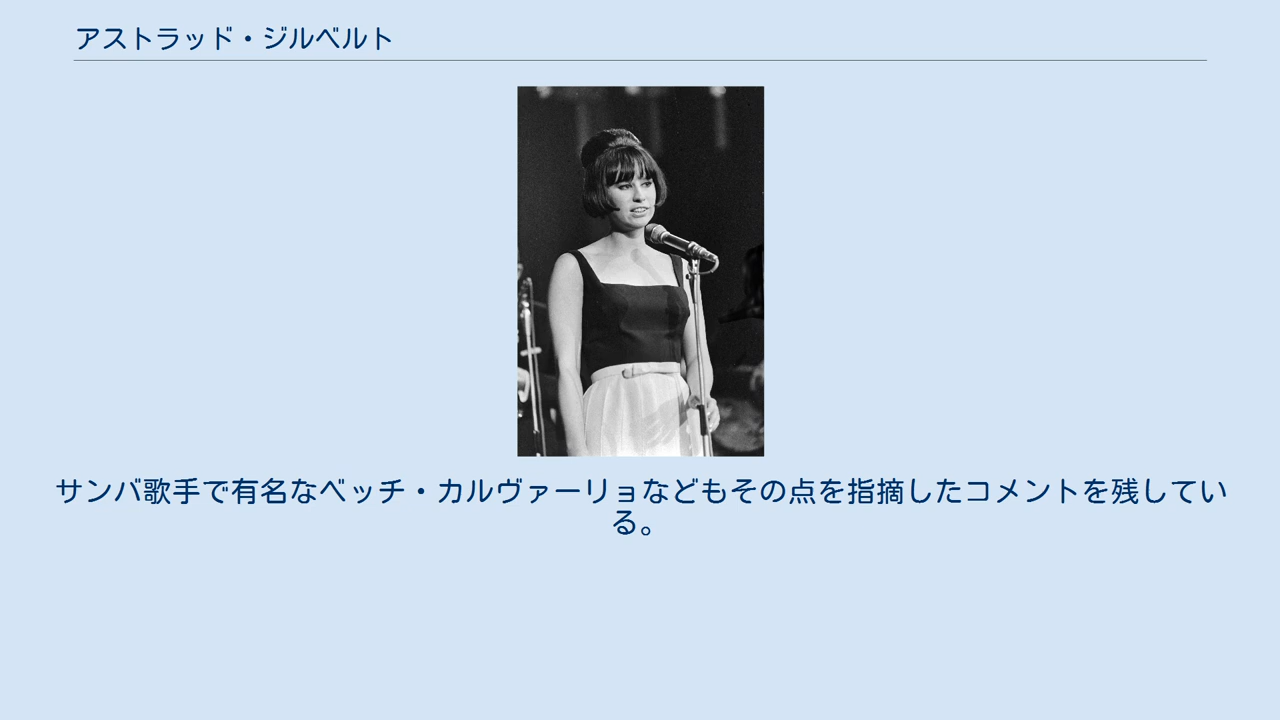 アストラッド・ジルベルト
サンバ歌手で有名なベッチ・カルヴァーリョなどもその点を指摘したコメントを残してい
る。